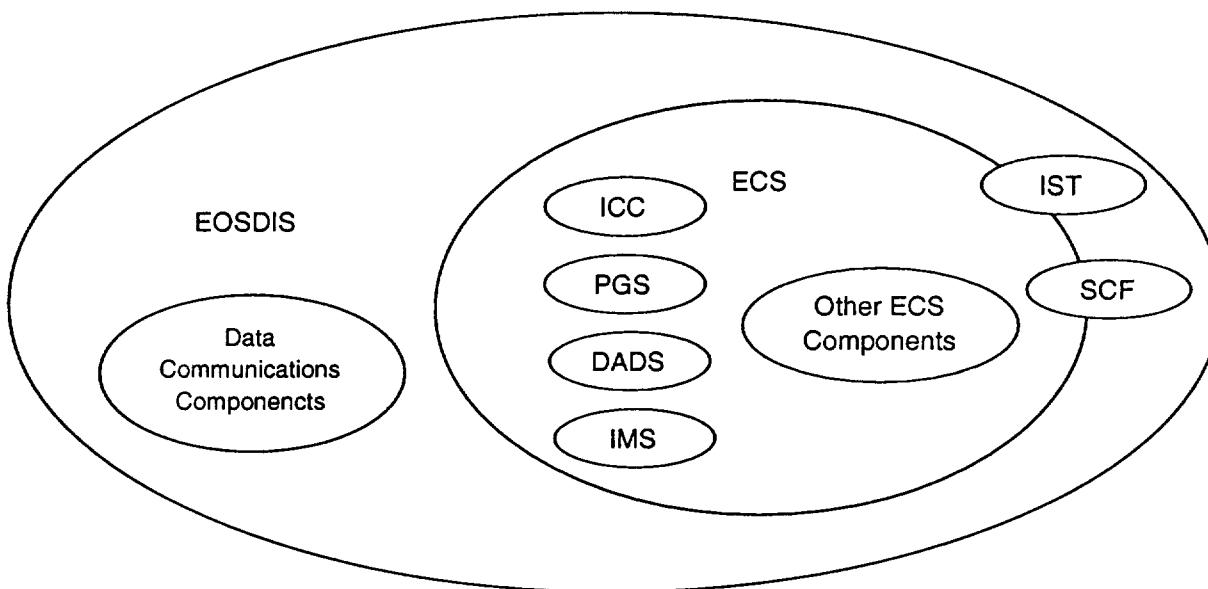 EOSDIS
Data
Communications
Componencts
ECS
ICC
PGS
DADS
IMS
Other ECS
Components
IST
SCF